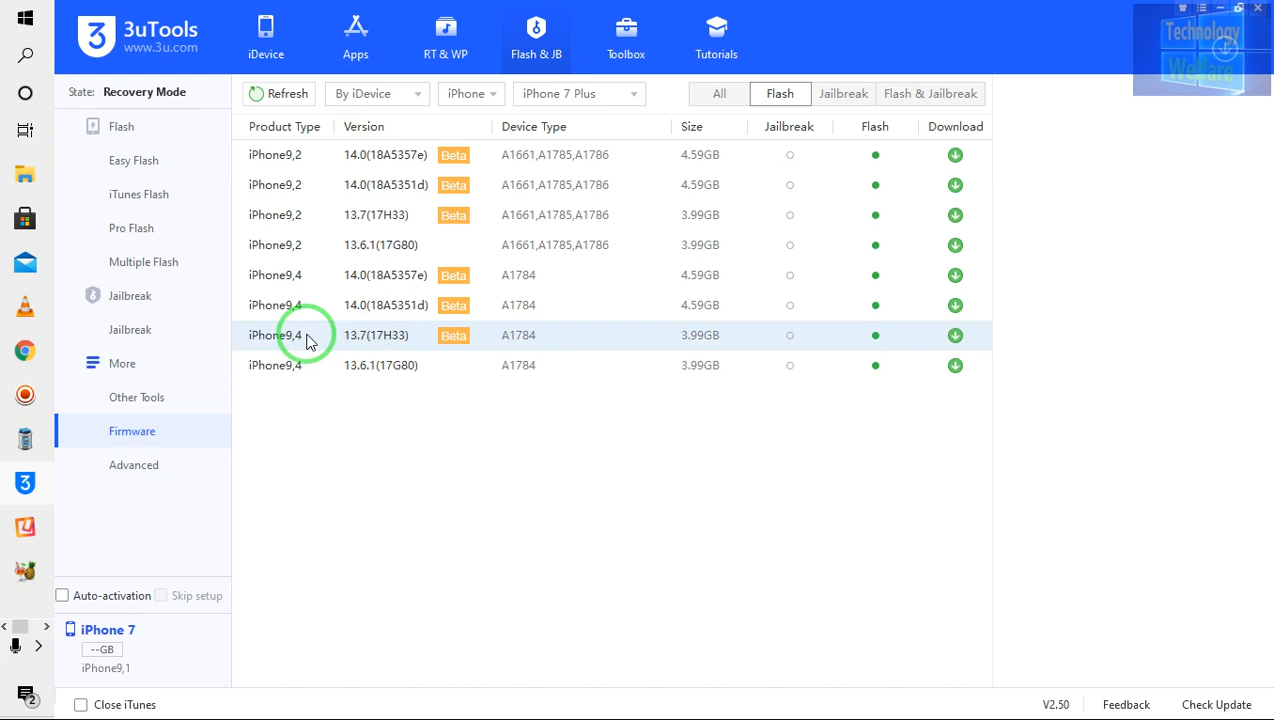 3uTools
www.3u.com
iDevice
Apps
RT & WP
Flash & JB
Toolbox
Tutorials
Technology
Welfare
State: Recovery Mode
Refresh
By iDevice
iPhone
iPhone 7 Plus
All
Flash
Jailbreak
Flash & Jailbreak
Flash
Easy Flash
iTunes Flash
Pro Flash
Multiple Flash
Jailbreak
Jailbreak
More
Other Tools
Firmware
Advanced
Product Type Version Device Type Size Jailbreak Flash Download
iPhone9,2 14.0(18A5357e) Beta A1661,A1785,A1786 4.59GB
iPhone9,2 14.0(18A5351d) Beta A1661,A1785,A1786 4.59GB
iPhone9,2 13.7(17H33) Beta A1661,A1785,A1786 3.99GB
iPhone9,2 13.6.1(17G80) A1661,A1785,A1786 3.99GB
iPhone9,4 14.0(18A5357e) Beta A1784 4.59GB
iPhone9,4 14.0(18A5351d) Beta A1784 4.59GB
iPhone9,4 13.7(17H33) Beta A1784 3.99GB
iPhone9,4 13.6.1(17G80) A1784 3.99GB
Auto-activation Skip setup
iPhone 7
--GB
iPhone9,1
2
Close iTunes
V2.50 Feedback Check Update